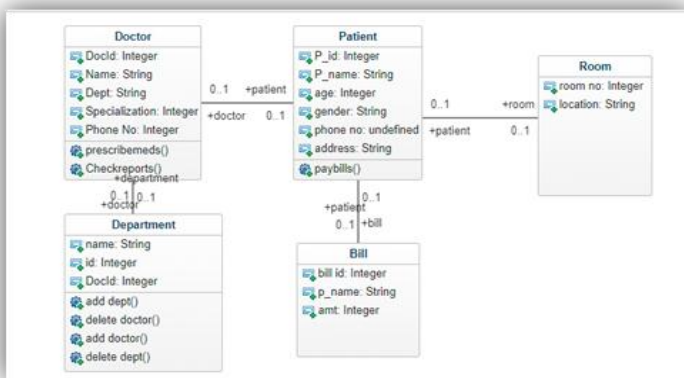 Doctor
DocId: Integer
Name: String
Dept: String
Specialization: Integer
Phone No: Integer
prescribemeds()
Checkreports()
0..1 +patient
+doctor 0..1
Patient
P_id: Integer
P_name: String
age: Integer
gender: String
phone no: undefined
address: String
paybills()
0..1 +room
+patient 0..1
Room
room no: Integer
location: String
+department
0..1 0..1
+doctor
Department
name: String
id: Integer
DocId: Integer
add dept()
delete doctor()
add doctor()
delete dept()
0..1
+patient
0..1 +bill
Bill
bill id: Integer
p_name: String
amt: Integer